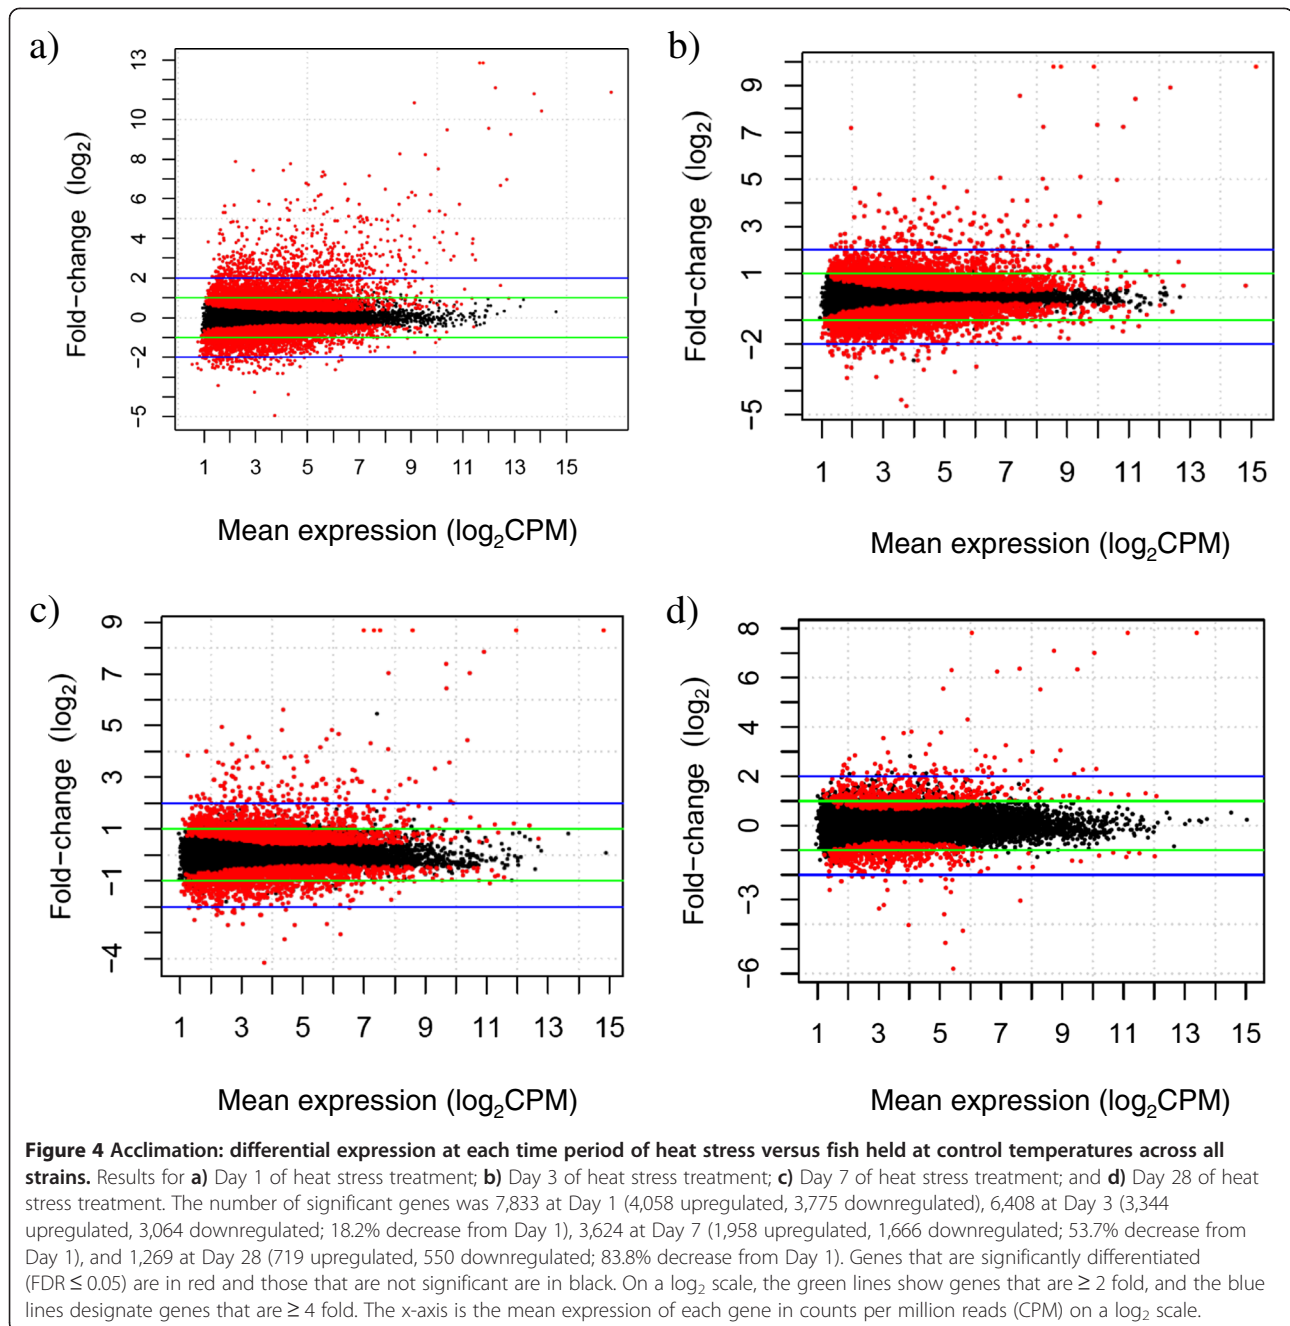 a)
13
10
8
6
4
2
0
−2
−5
Fold−change (log2)
1 3 5 7 9 11 13 15
Mean expression (log2CPM)
b)
9
7
5
3
1
−2
−5
Fold−change (log2)
1 3 5 7 9 11 13 15
Mean expression (log2CPM)
c)
9
7
5
3
1
−1
−4
Fold−change (log2)
1 3 5 7 9 11 13 15
Mean expression (log2CPM)
d)
8
6
4
2
0
−3
−6
Fold−change (log2)
1 3 5 7 9 11 13 15
Mean expression (log2CPM)
Figure 4 Acclimation: differential expression at each time period of heat stress versus fish held at control temperatures across all
strains. Results for a) Day 1 of heat stress treatment; b) Day 3 of heat stress treatment; c) Day 7 of heat stress treatment; and d) Day 28 of heat
stress treatment. The number of significant genes was 7,833 at Day 1 (4,058 upregulated, 3,775 downregulated), 6,408 at Day 3 (3,344
upregulated, 3,064 downregulated; 18.2% decrease from Day 1), 3,624 at Day 7 (1,958 upregulated, 1,666 downregulated; 53.7% decrease from
Day 1), and 1,269 at Day 28 (719 upregulated, 550 downregulated; 83.8% decrease from Day 1). Genes that are significantly differentiated
(FDR ≤ 0.05) are in red and those that are not significant are in black. On a log2 scale, the green lines show genes that are ≥ 2 fold, and the blue
lines designate genes that are ≥ 4 fold. The x-axis is the mean expression of each gene in counts per million reads (CPM) on a log2 scale.